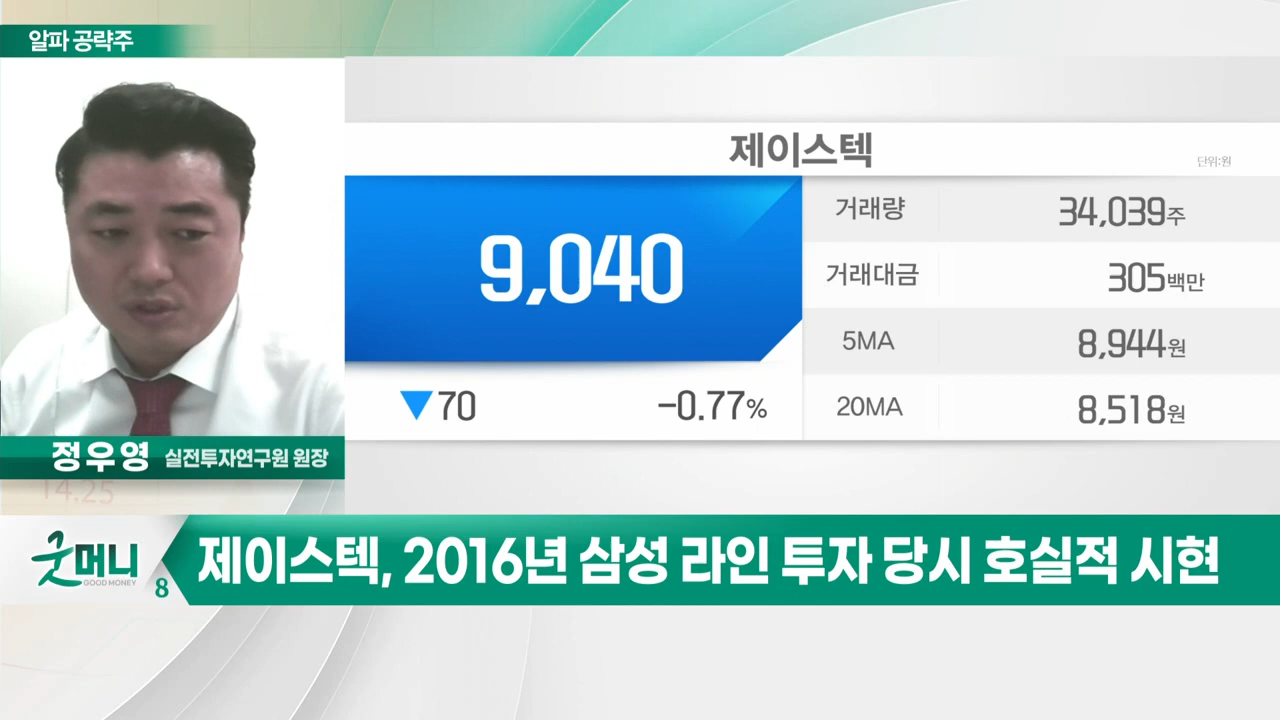 알파 공략주
제이스텍
단위:원
9,040
▼70 -0.77%
거래량 34,039주
거래대금 305백만
5MA 8,944원
20MA 8,518원
정우영 실전투자연구원 원장
14.25
굿머니
GOOD MONEY
8
제이스텍, 2016년 삼성 라인 투자 당시 호실적 시현